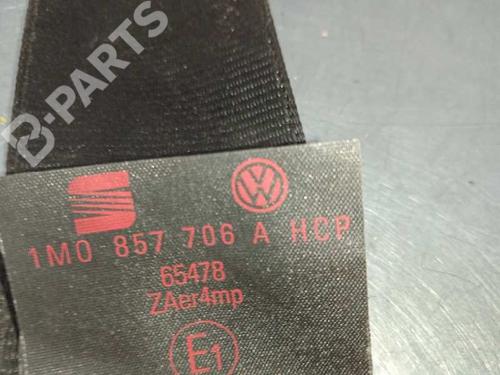 B-PARTS
1M0 857 706 A HCP
65478
ZAer4mp
E1